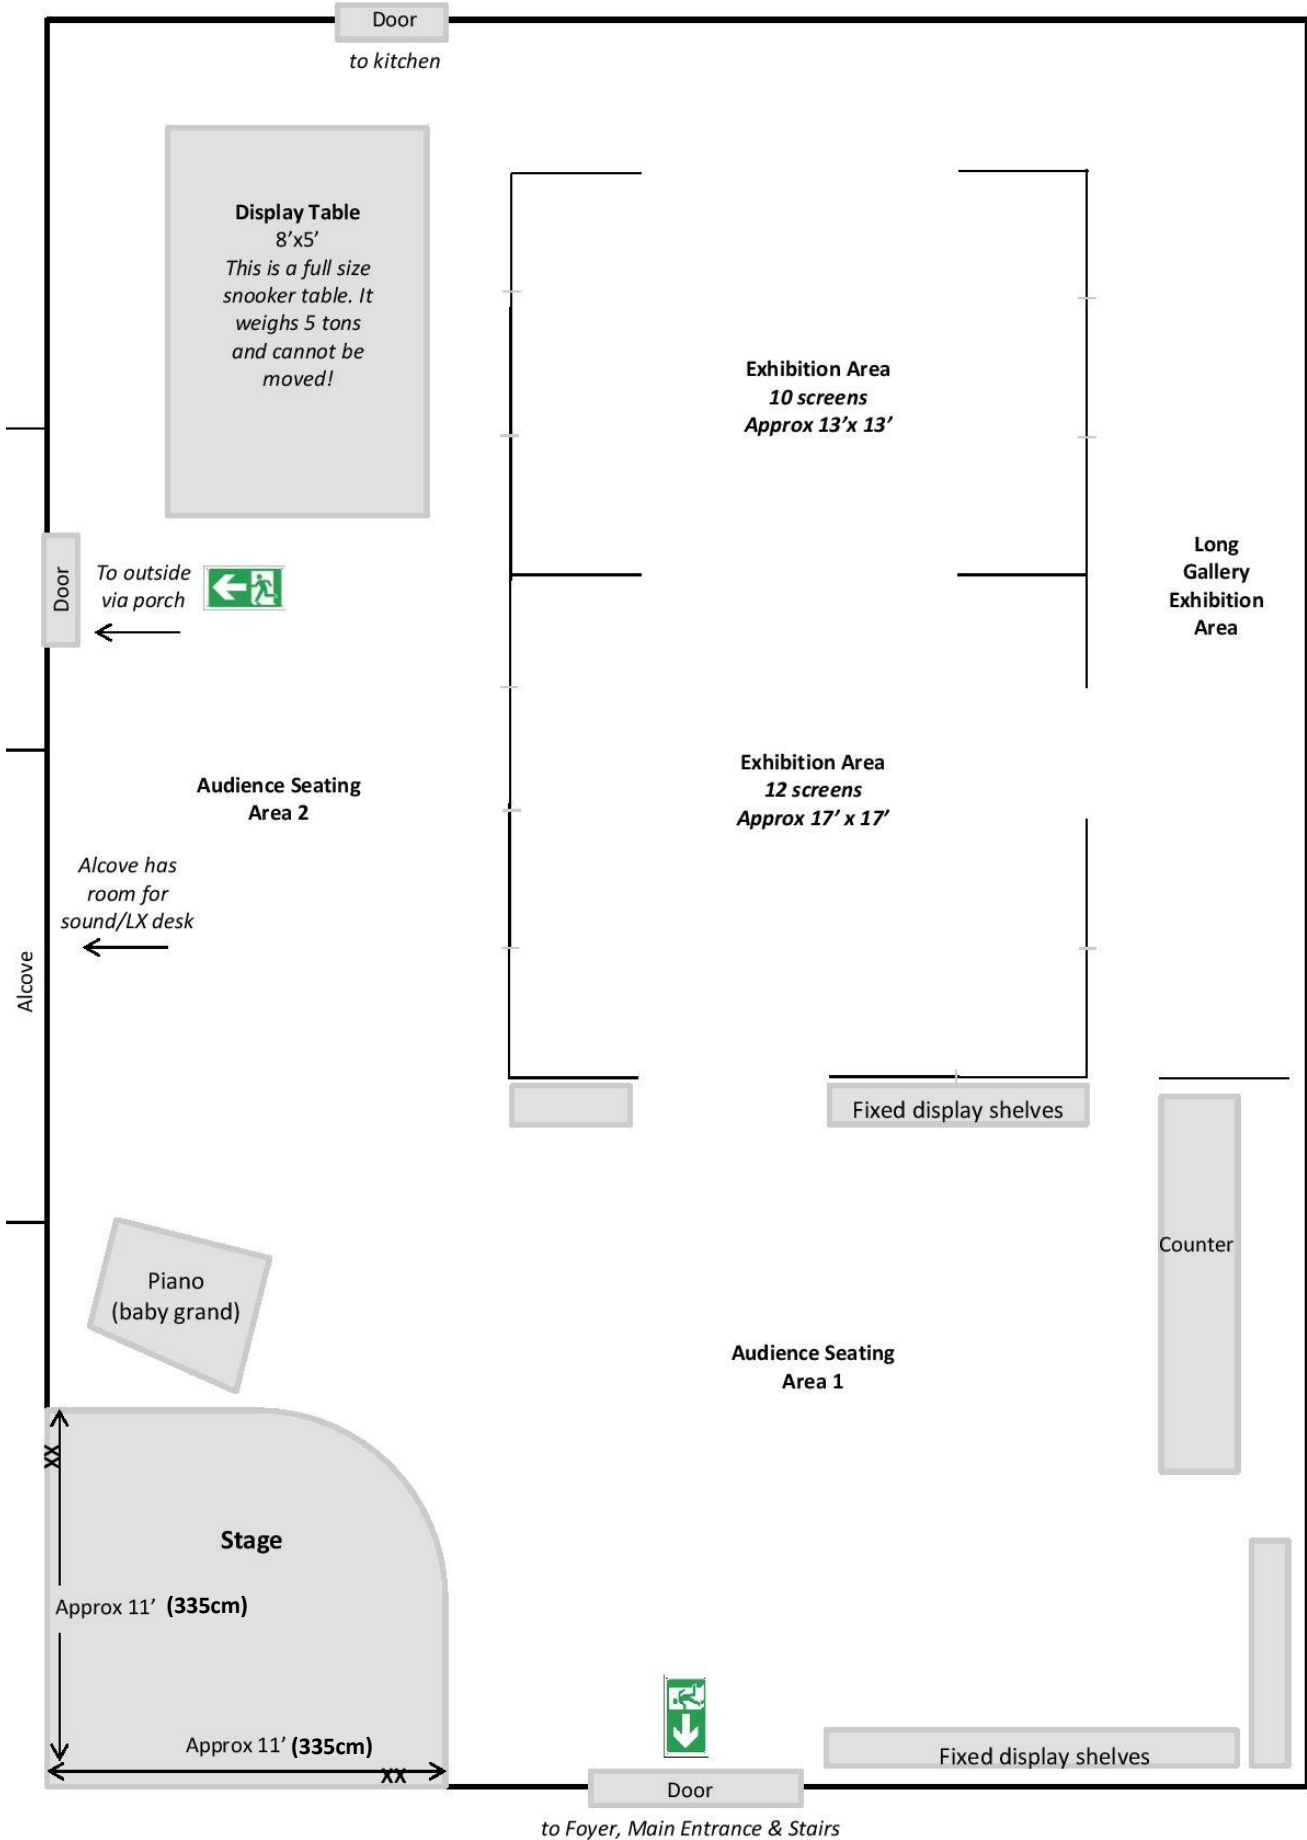 Door
to kitchen
Display Table
8’x5’
This is a full size
snooker table. It
weighs 5 tons
and cannot be
moved!
Exhibition Area
10 screens
Approx 13’x 13’
Door
To outside
via porch
Long
Gallery
Exhibition
Area
Audience Seating
Area 2
Exhibition Area
12 screens
Approx 17’ x 17’
Alcove has
room for
sound/LX desk
Alcove
Fixed display shelves
Counter
Piano
(baby grand)
Audience Seating
Area 1
XX
Stage
Approx 11’ (335cm)
Approx 11’ (335cm)
XX
Fixed display shelves
Door
to Foyer, Main Entrance & Stairs